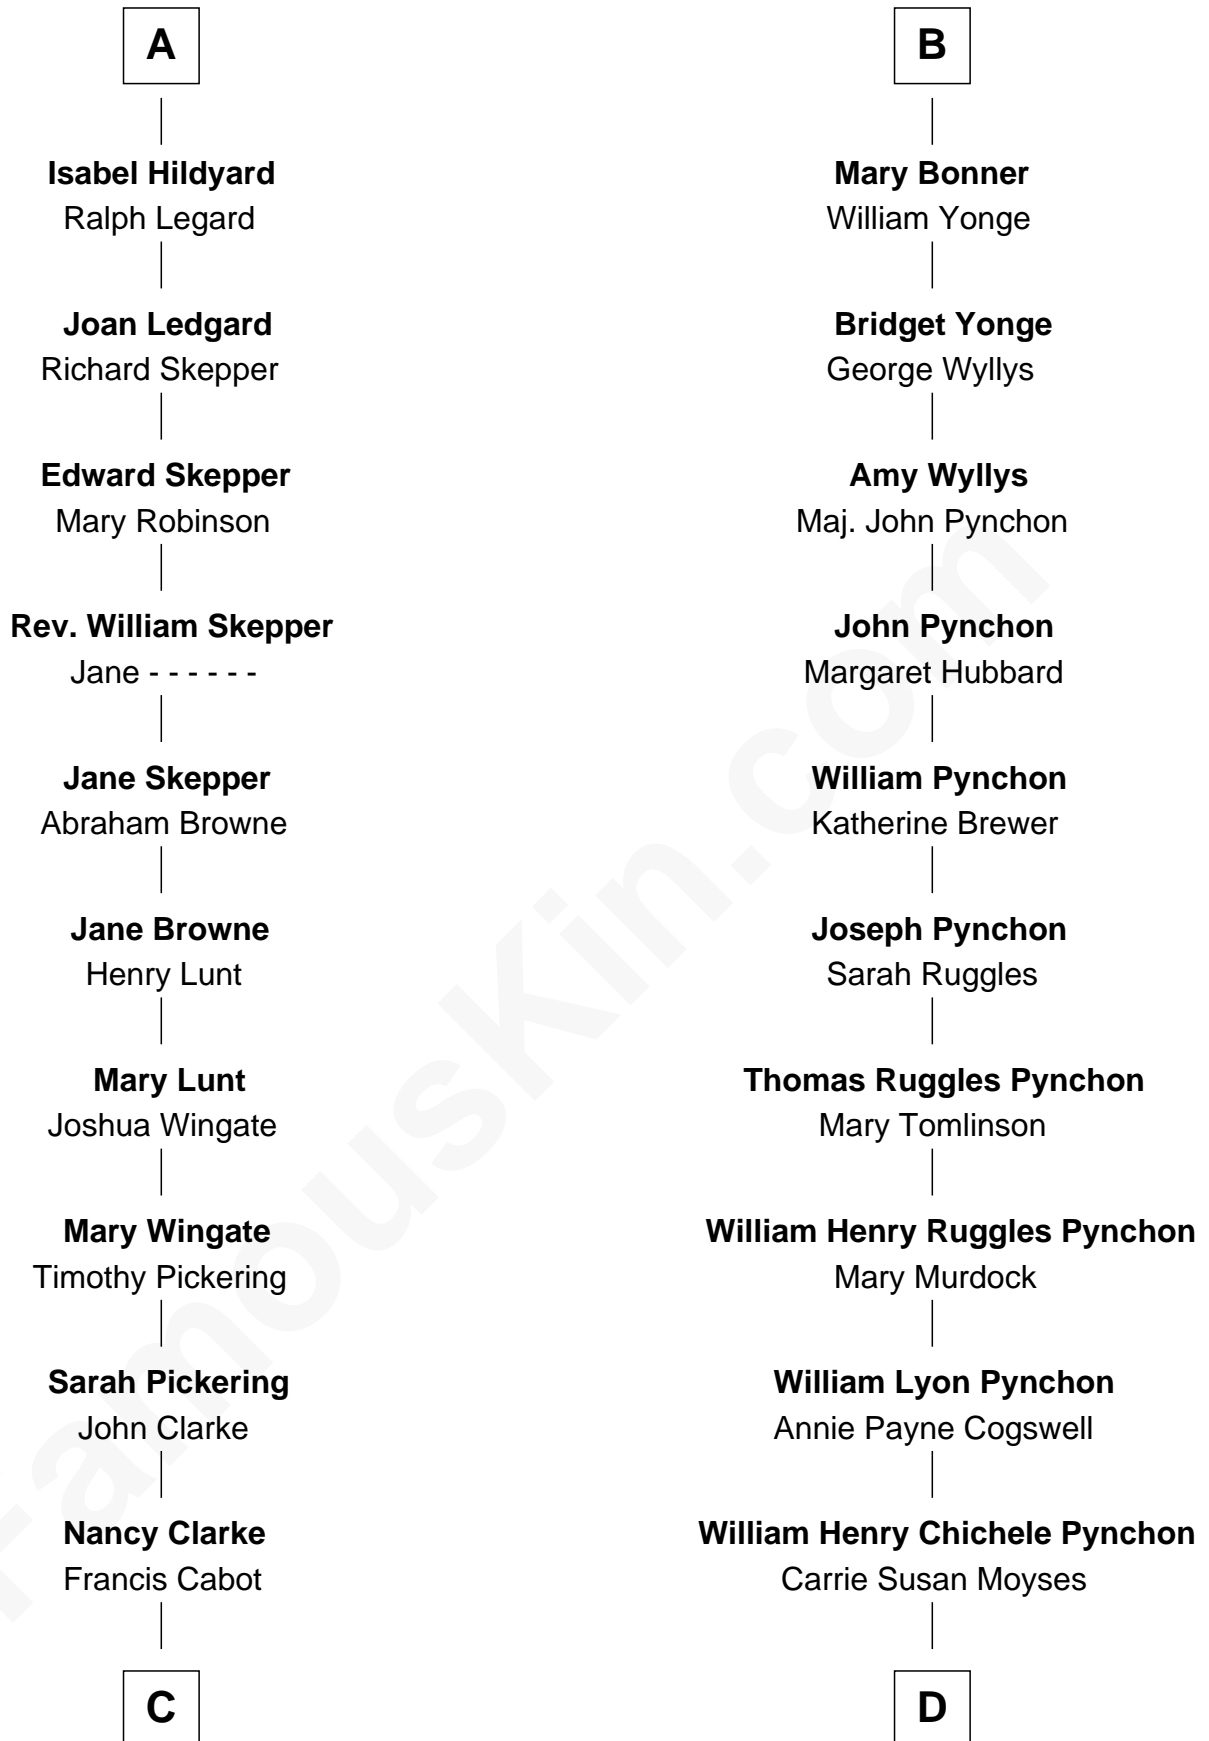 A
Isabel Hildyard
Ralph Legard
Joan Ledgard
Richard Skepper
Edward Skepper
Mary Robinson
Rev. William Skepper
Jane - - - - - -
Jane Skepper
Abraham Browne
Jane Browne
Henry Lunt
Mary Lunt
Joshua Wingate
Mary Wingate
Timothy Pickering
Sarah Pickering
John Clarke
Nancy Clarke
Francis Cabot
C
B
Mary Bonner
William Yonge
Bridget Yonge
George Wyllys
Amy Wyllys
Maj. John Pynchon
John Pynchon
Margaret Hubbard
William Pynchon
Katherine Brewer
Joseph Pynchon
Sarah Ruggles
Thomas Ruggles Pynchon
Mary Tomlinson
William Henry Ruggles Pynchon
Mary Murdock
William Lyon Pynchon
Annie Payne Cogswell
William Henry Chichele Pynchon
Carrie Susan Moyses
D
FamousKin.com